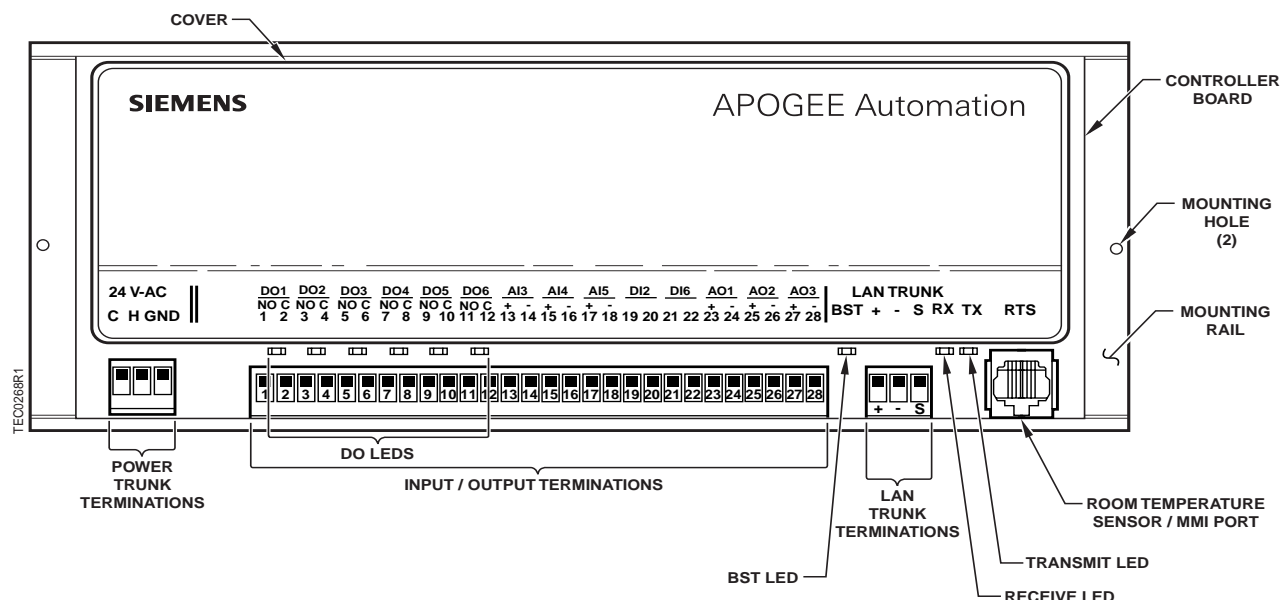 COVER
SIEMENS
APOGEE Automation
CONTROLLER
BOARD
MOUNTING
HOLE
(2)
MOUNTING
RAIL
24 V-AC
C H GND
DO1 DO2 DO3 DO4 DO5 DO6 AI3 AI4 AI5 DI2 DI6 AO1 AO2 AO3 LAN TRUNK
NO C NO C NO C NO C NO C NO C + - + - + - + - + - + - BST + - S RX TX RTS
1 2 3 4 5 6 7 8 9 10 11 12 13 14 15 16 17 18 19 20 21 22 23 24 25 26 27 28
TEC0268R1
1 2 3 4 5 6 7 8 9 10 11 12 13 14 15 16 17 18 19 20 21 22 23 24 25 26 27 28
+ - S
POWER
TRUNK
TERMINATIONS
DO LEDS
INPUT / OUTPUT TERMINATIONS
LAN
TRUNK
TERMINATIONS
ROOM TEMPERATURE
SENSOR / MMI PORT
TRANSMIT LED
BST LED
RECEIVE LED